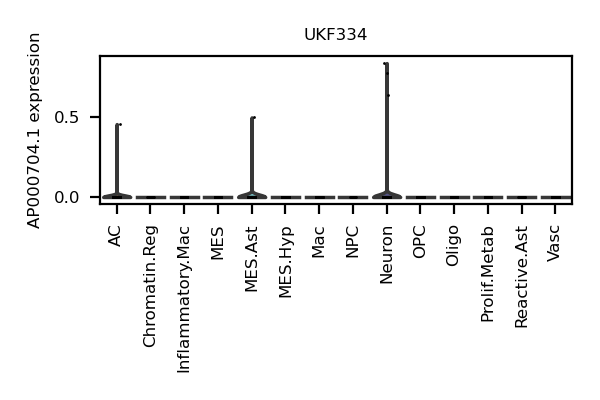 UKF334
AP000704.1 expression
0.5
0.0
AC
Chromatin.Reg
Inflammatory.Mac
MES
MES.Ast
MES.Hyp
Mac
NPC
Neuron
OPC
Oligo
Prolif.Metab
Reactive.Ast
Vasc